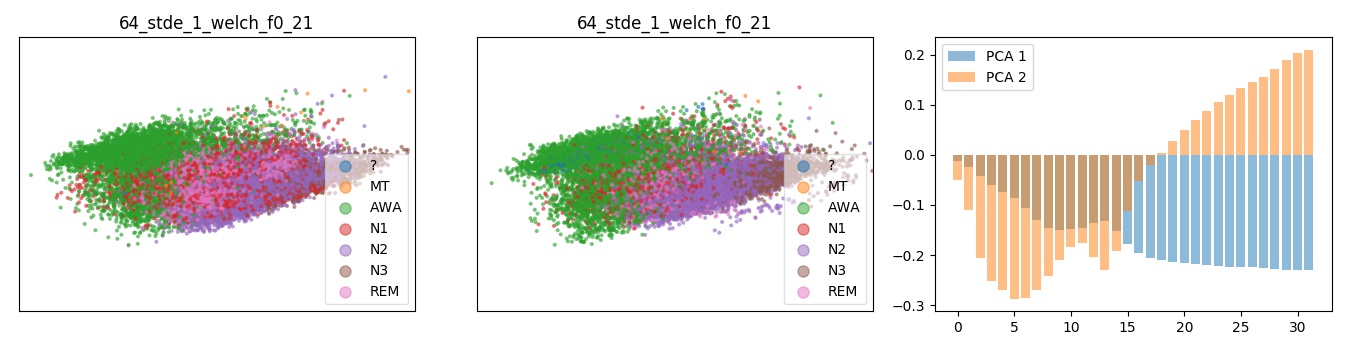 64_stde_1_welch_f0_21
?
MT
AWA
N1
N2
N3
REM
64_stde_1_welch_f0_21
?
MT
AWA
N1
N2
N3
REM
PCA 1
PCA 2
0.2
0.1
0.0
−0.1
−0.2
−0.3
0
5
10
15
20
25
30